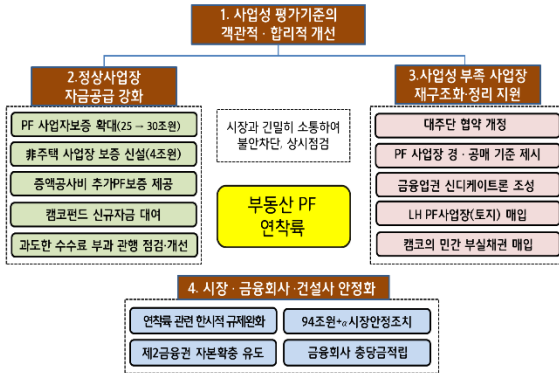 1. 사업성 평가기준의
객관적·합리적 개선
2.정상사업장
자금공급 강화
PF 사업자보증 확대(25 → 30조원)
非주택 사업장 보증 신설(4조원)
증액공사비 추가PF보증 제공
캠코펀드 신규자금 대여
과도한 수수료 부과 관행 점검·개선
시장과 긴밀히 소통하여
불안차단, 상시점검
부동산 PF
연착륙
3.사업성 부족 사업장
재구조화·정리 지원
대주단 협약 개정
PF 사업장 경·공매 기준 제시
금융업권 신디케이트론 조성
LH PF사업장(토지) 매입
캠코의 민간 부실채권 매입
4. 시장·금융회사·건설사 안정화
연착륙 관련 한시적 규제완화
94조원+α시장안정조치
제2금융권 자본확충 유도
금융회사 충당금적립